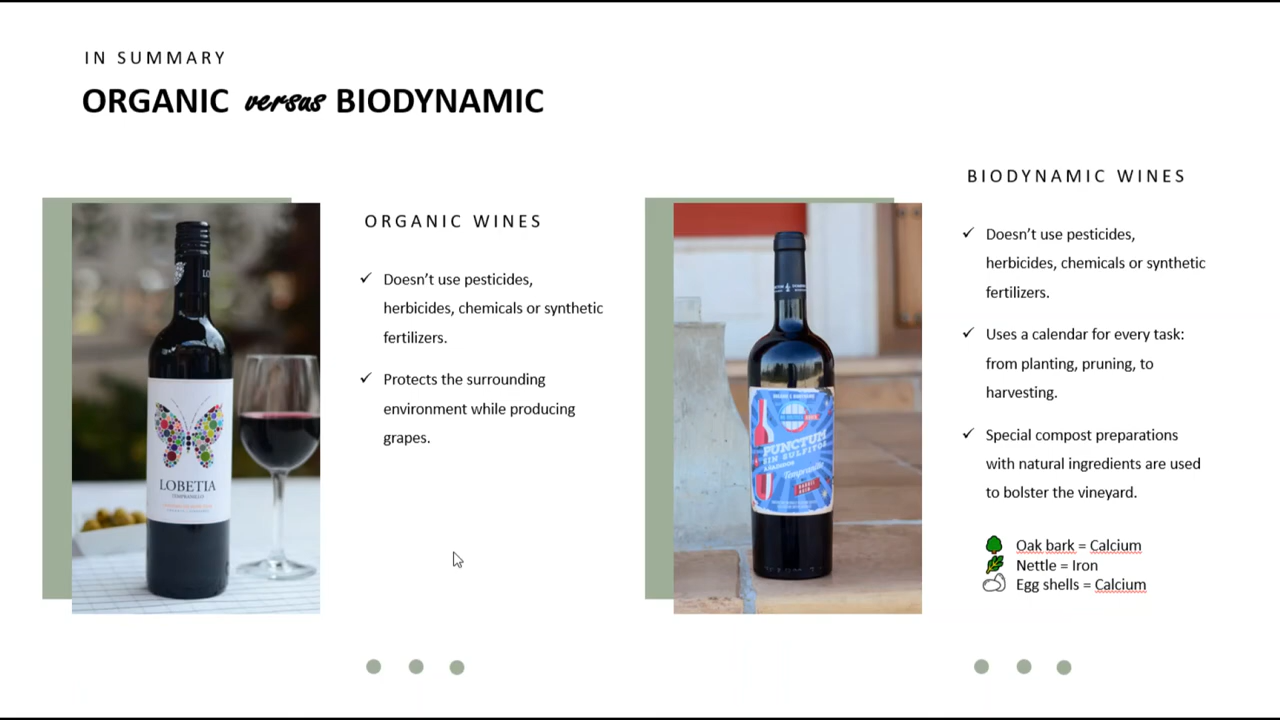 IN SUMMARY
ORGANIC versus BIODYNAMIC
ORGANIC WINES
✓ Doesn’t use pesticides,
herbicides, chemicals or synthetic
fertilizers.
✓ Protects the surrounding
environment while producing
grapes.
LOBETIA
TEMPRANILLO
BIODYNAMIC WINES
✓ Doesn’t use pesticides,
herbicides, chemicals or synthetic
fertilizers.
✓ Uses a calendar for every task:
from planting, pruning, to
harvesting.
✓ Special compost preparations
with natural ingredients are used
to bolster the vineyard.
Oak bark = Calcium
Nettle = Iron
Egg shells = Calcium
PUNCTUM
SIN SULFITOS
AÑADIDOS
Tempranillo